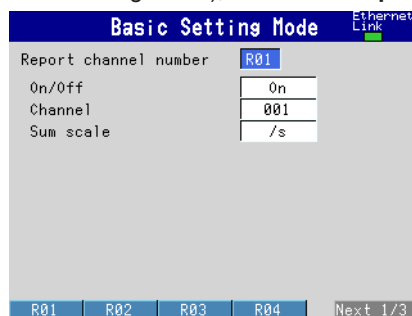 Basic Setting Mode
Ethernet
Link
Report channel number R01
On/Off On
Channel 001
Sum scale /s
R01 R02 R03 R04 Next 1/3